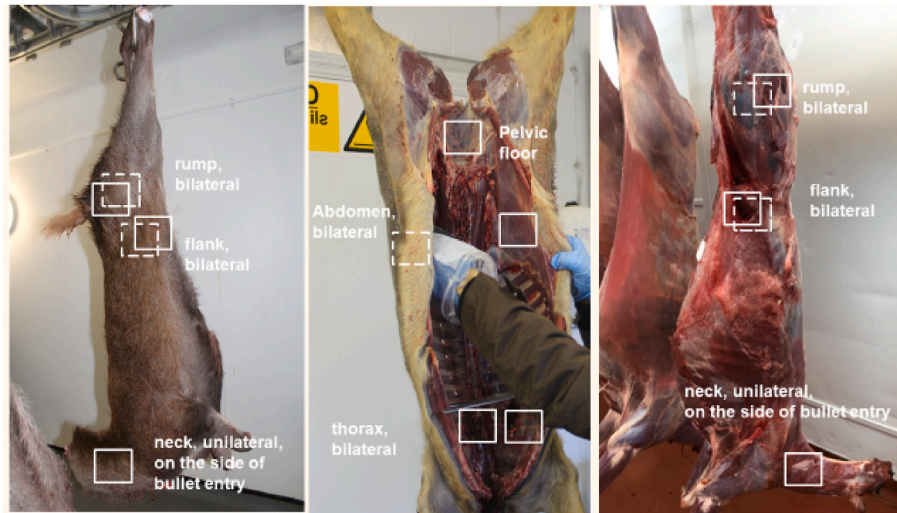 rump,
bilateral
flank,
bilateral
neck, unilateral,
on the side of
bullet entry
Pelvic
floor
Abdomen,
bilateral
thorax,
bilateral
rump,
bilateral
flank,
bilateral
neck, unilateral,
on the side of bullet entry